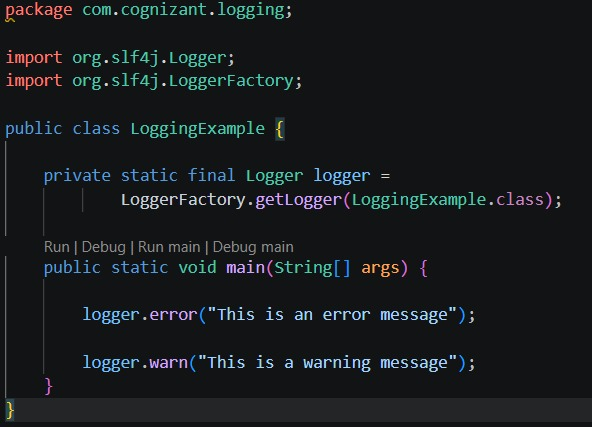 package com.cognizant.logging;
import org.slf4j.Logger;
import org.slf4j.LoggerFactory;
public class LoggingExample {
private static final Logger logger =
LoggerFactory.getLogger(LoggingExample.class);
Run | Debug | Run main | Debug main
public static void main(String[] args) {
logger.error("This is an error message");
logger.warn("This is a warning message");
}
}